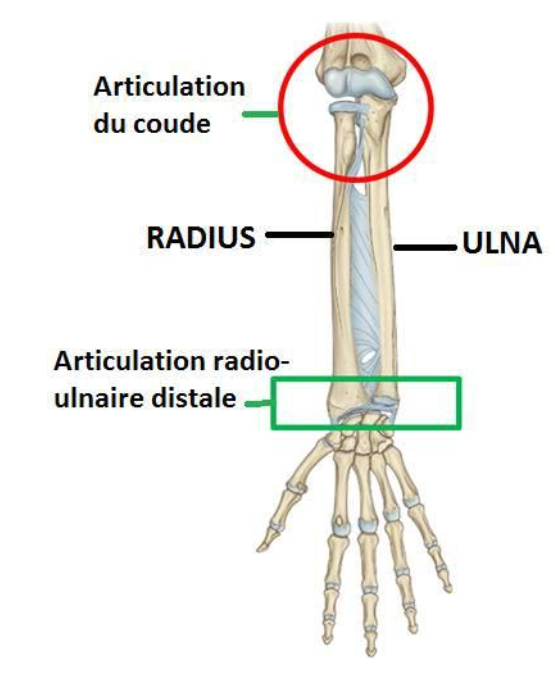 Articulation
du coude
RADIUS
ULNA
Articulation radio-
ulnaire distale